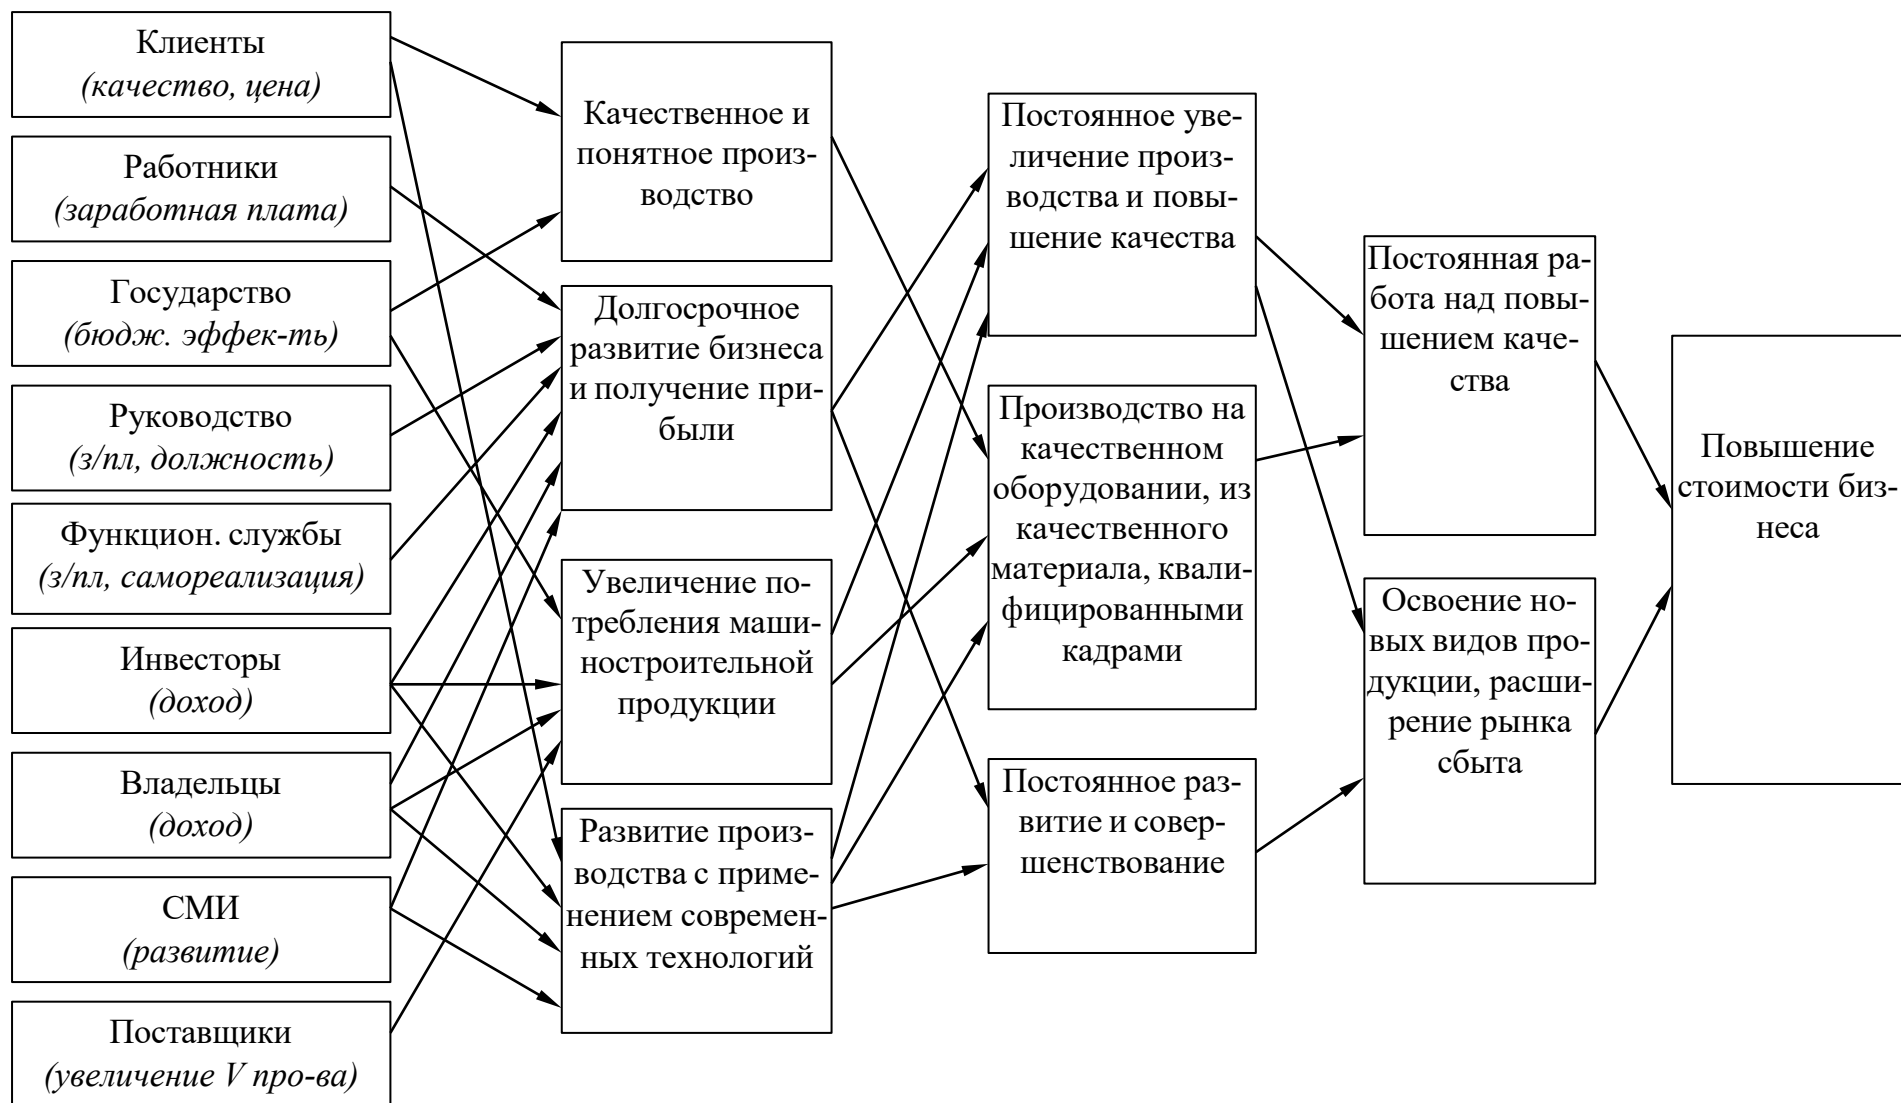 Клиенты
(качество, цена)
Работники
(заработная плата)
Государство
(бюдж. эффек-ть)
Руководство
(з/пл, должность)
Функцион. службы
(з/пл, самореализация)
Инвесторы
(доход)
Владельцы
(доход)
СМИ
(развитие)
Поставщики
(увеличение V про-ва)
Качественное и
понятное произ-
водство
Долгосрочное
развитие бизнеса
и получение при-
были
Увеличение по-
требления маши-
ностроительной
продукции
Развитие произ-
водства с приме-
нением современ-
ных технологий
Постоянное уве-
личение произ-
водства и повы-
шение качества
Производство на
качественном
оборудовании, из
качественного
материала, квали-
фицированными
кадрами
Постоянное раз-
витие и совер-
шенствование
Постоянная ра-
бота над повы-
шением каче-
ства
Освоение но-
вых видов про-
дукции, расши-
рение рынка
сбыта
Повышение
стоимости биз-
неса